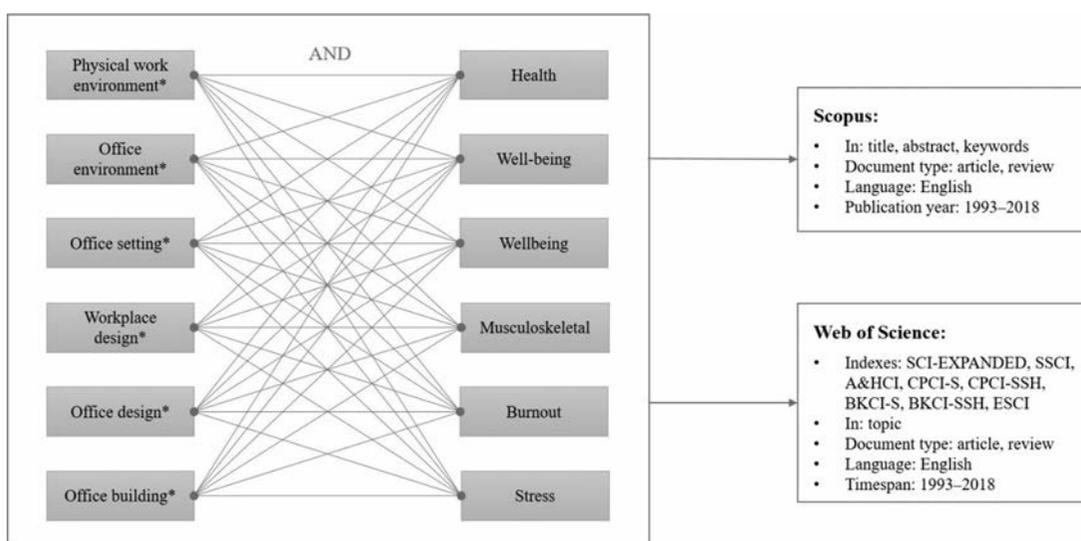 AND
Physical work
environment*
Office
environment*
Office setting*
Workplace
design*
Office design*
Office building*
Health
Well-being
Wellbeing
Musculoskeletal
Burnout
Stress
Scopus:
• In: title, abstract, keywords
• Document type: article, review
• Language: English
• Publication year: 1993–2018
Web of Science:
• Indexes: SCI-EXPANDED, SSCI,
A&HCI, CPCI-S, CPCI-SSH,
BKCI-S, BKCI-SSH, ESCI
• In: topic
• Document type: article, review
• Language: English
• Timespan: 1993–2018